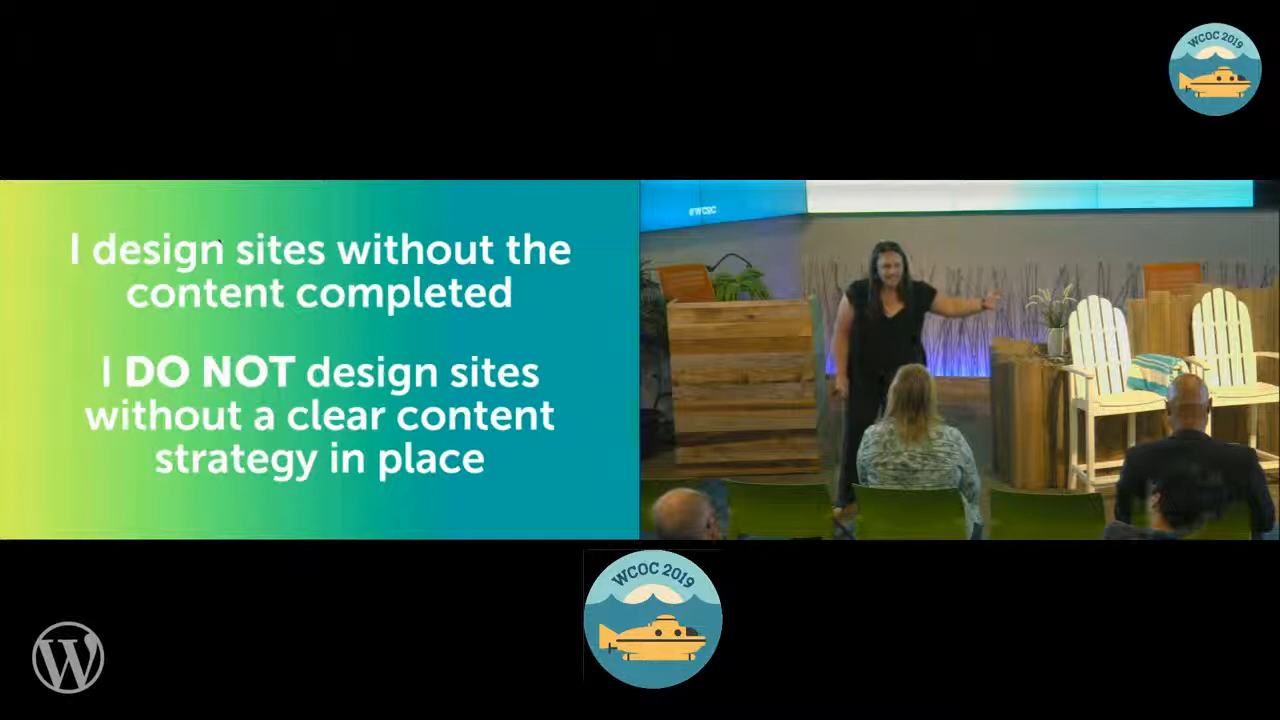 WCOC 2019
I design sites without the
content completed
I DO NOT design sites
without a clear content
strategy in place
#WCOC
WCOC 2019